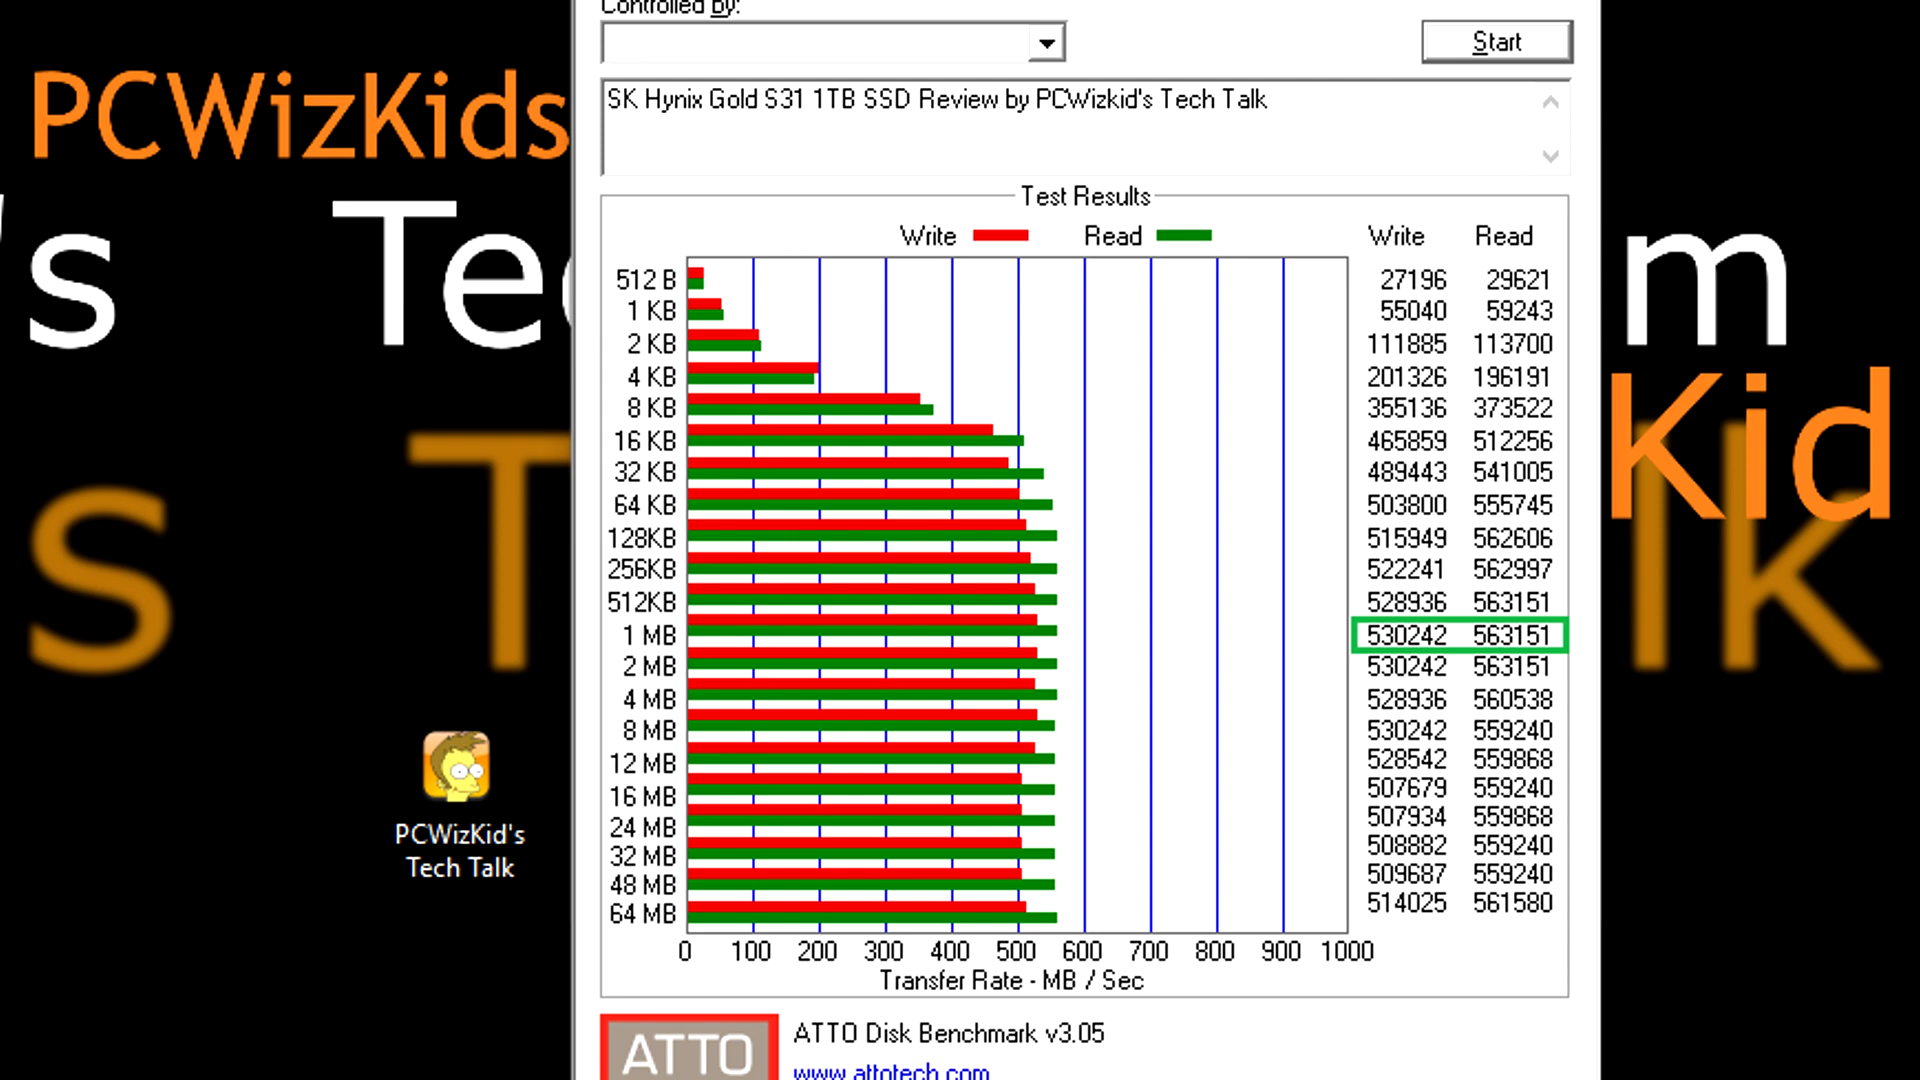 Controlled by:
Start
SK Hynix Gold S31 1TB SSD Review by PCWizkid's Tech Talk
PCWizKids
's Te
m
Kid
s T
lk
PCWizKid's
Tech Talk
Test Results
Write Read Write Read
512 B 27196 29621
1 KB 55040 59243
2 KB 111885 113700
4 KB 201326 196191
8 KB 355136 373522
16 KB 465859 512256
32 KB 489443 541005
64 KB 503800 555745
128KB 515949 562606
256KB 522241 562997
512KB 528936 563151
1 MB 530242 563151
2 MB 530242 563151
4 MB 528936 560538
8 MB 530242 559240
12 MB 528542 559868
16 MB 507679 559240
24 MB 507934 559868
32 MB 508882 559240
48 MB 509687 559240
64 MB 514025 561580
0 100 200 300 400 500 600 700 800 900 1000
Transfer Rate - MB / Sec
ATTO
ATTO Disk Benchmark v3.05
www.attotech.com